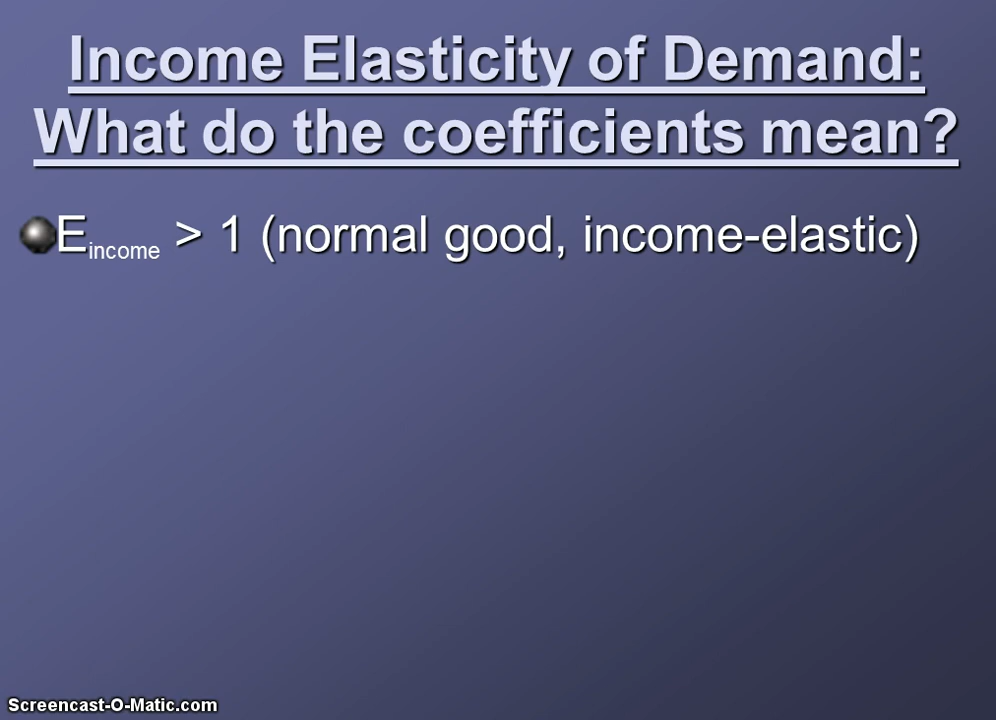 Income Elasticity of Demand:
What do the coefficients mean?
Eincome > 1 (normal good, income-elastic)
Screencast-O-Matic.com